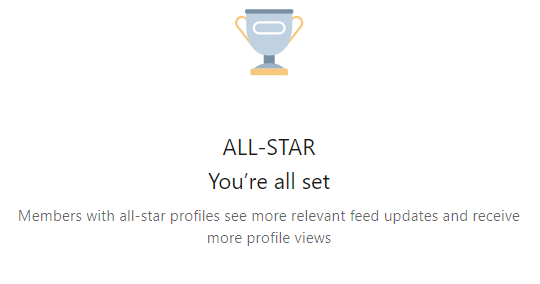 ALL-STAR
You’re all set
Members with all-star profiles see more relevant feed updates and receive
more profile views